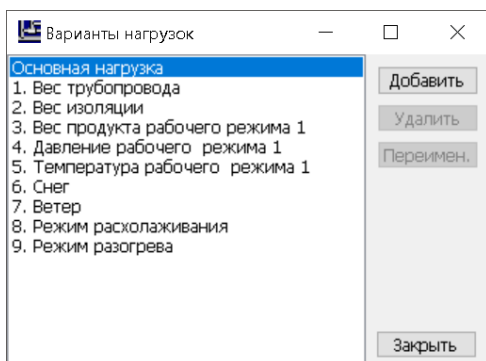 Варианты нагрузок
Основная нагрузка
1. Вес трубопровода
2. Вес изоляции
3. Вес продукта рабочего режима 1
4. Давление рабочего  режима 1
5. Температура рабочего  режима 1
6. Снег
7. Ветер
8. Режим расхолаживания
9. Режим разогрева
Добавить
Удалить
Переимен.
Закрыть